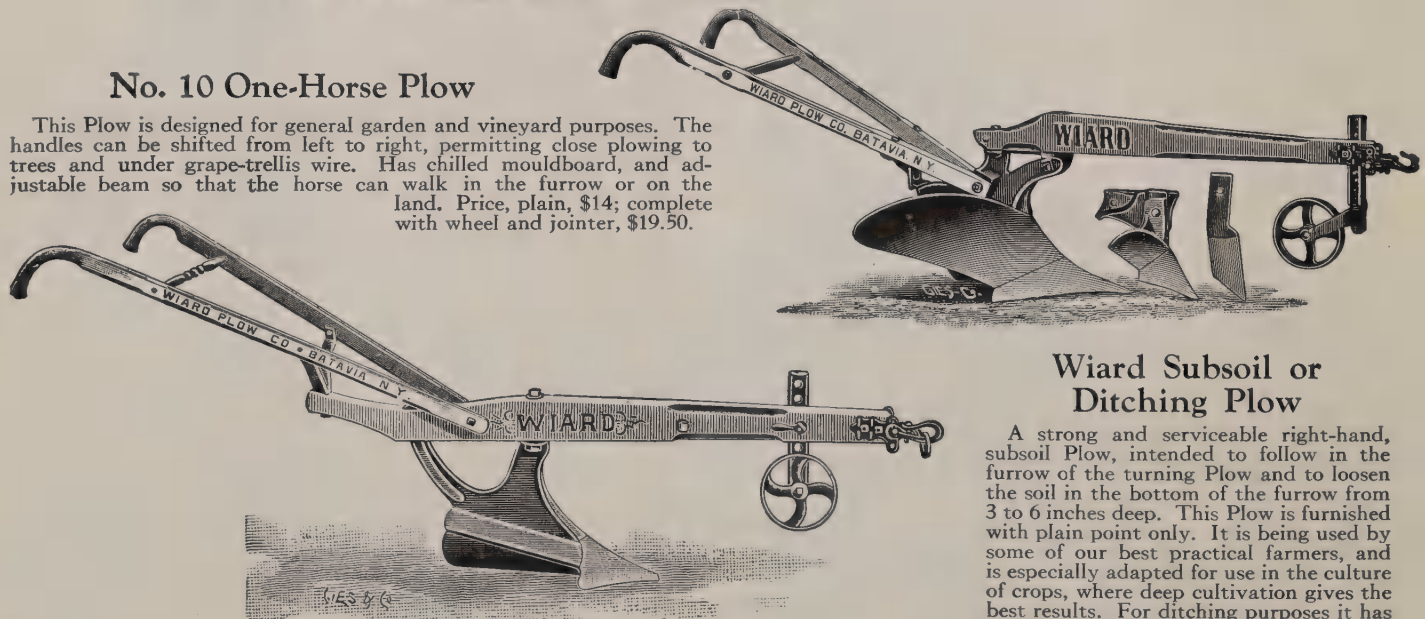 No. 10 One-Horse Plow
This Plow is designed for general garden and vineyard purposes. The
handles can be shifted from left to right, permitting close plowing to
trees and under grape-trellis wire. Has chilled mouldboard, and ad-
justable beam so that the horse can walk in the furrow or on the
land. Price, plain, $14; complete
with wheel and jointer, $19.50.
WIARD PLOW CO. BATAVIA. N.Y.
WIARD
WIARD PLOW CO • BATAVIA N Y
WIARD
GIES & CO
Wiard Subsoil or
Ditching Plow
A strong and serviceable right-hand,
subsoil Plow, intended to follow in the
furrow of the turning Plow and to loosen
the soil in the bottom of the furrow from
3 to 6 inches deep. This Plow is furnished
with plain point only. It is being used by
some of our best practical farmers, and
is especially adapted for use in the culture
of crops, where deep cultivation gives the
best results. For ditching purposes it has